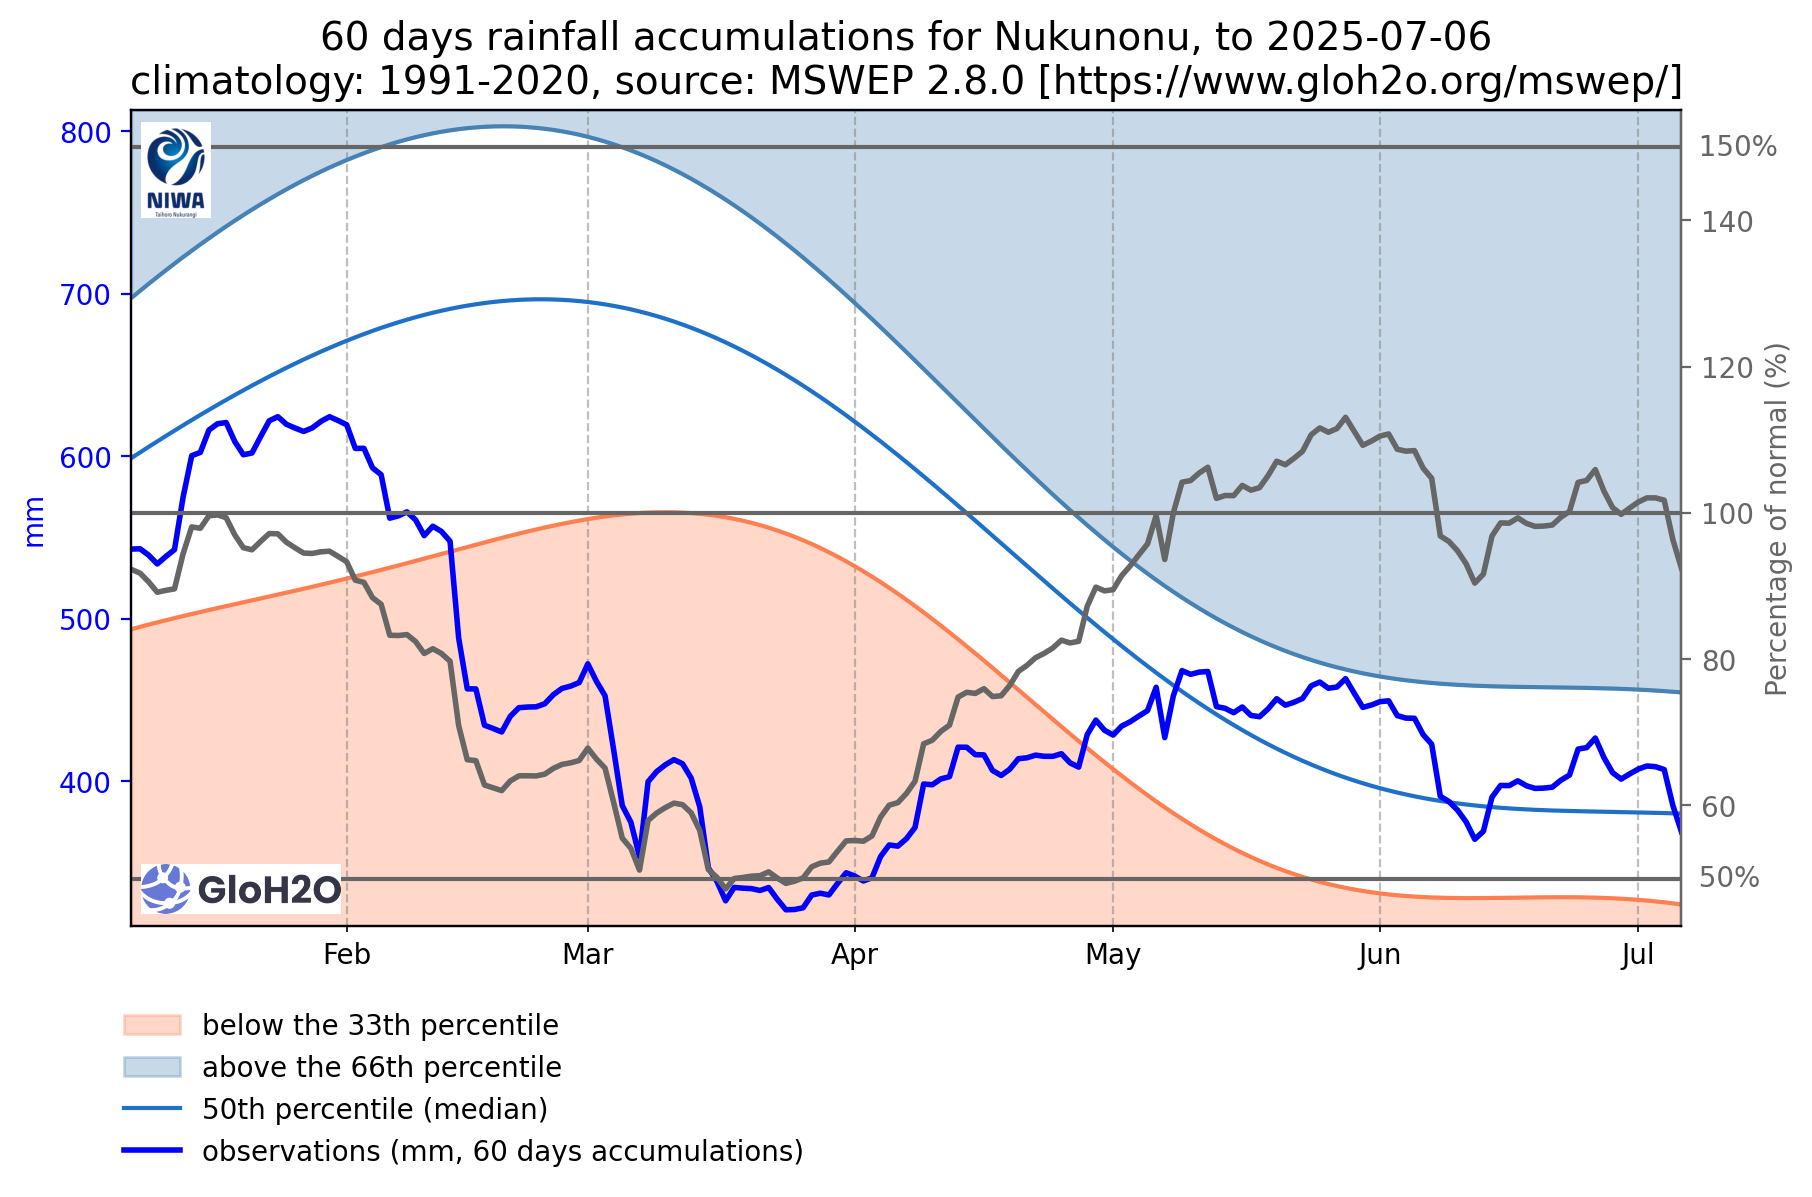 60 days rainfall accumulations for Nukunonu, to 2025-07-06
climatology: 1991-2020, source: MSWEP 2.8.0 [https://www.gloh2o.org/mswep/]
NIWA
Taihoro Nukurangi
800
700
600
500
400
mm
150%
140
120
100
80
60
50%
Percentage of normal (%)
GloH2O
Feb Mar Apr May Jun Jul
below the 33th percentile
above the 66th percentile
50th percentile (median)
observations (mm, 60 days accumulations)